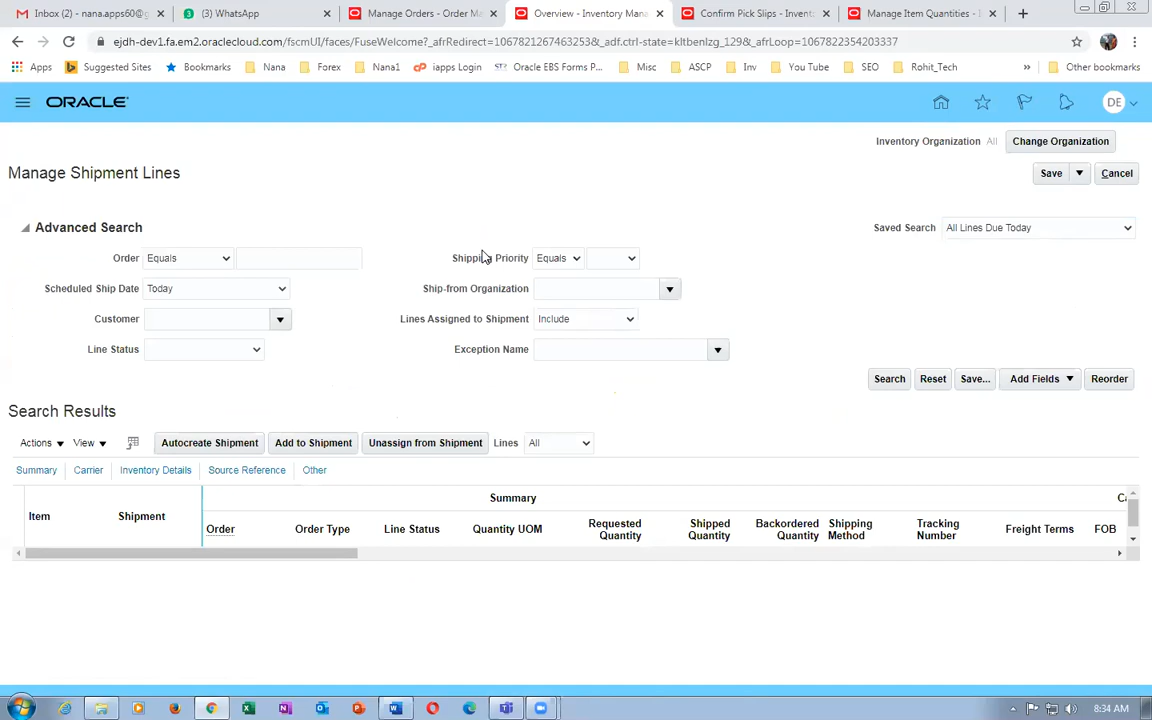 Inbox (2) - nana.apps60@g
(3) WhatsApp
Manage Orders - Order Ma
Overview - Inventory Mana
Confirm Pick Slips - Invento
Manage Item Quantities - I
ejdh-dev1.fa.em2.oraclecloud.com/fscmUI/faces/FuseWelcome?_afrRedirect=1067821267463253&_adf.ctrl-state=kltbenlzg_129&_afrLoop=1067822354203337
Apps Suggested Sites Bookmarks Nana Forex Nana1 iapps Login Oracle EBS Forms P... Misc ASCP Inv You Tube SEO Rohit_Tech » Other bookmarks
ORACLE DE
Inventory Organization All Change Organization
Manage Shipment Lines Save Cancel
Advanced Search Saved Search All Lines Due Today
Order Equals Shipping Priority Equals
Scheduled Ship Date Today Ship-from Organization
Customer Lines Assigned to Shipment Include
Line Status Exception Name
Search Reset Save... Add Fields Reorder
Search Results
Actions View Autocreate Shipment Add to Shipment Unassign from Shipment Lines All
Summary Carrier Inventory Details Source Reference Other
Summary
Item Shipment
Order Order Type Line Status Quantity UOM Requested Quantity Shipped Quantity Backordered Quantity Shipping Method Tracking Number Freight Terms FOB
8:34 AM